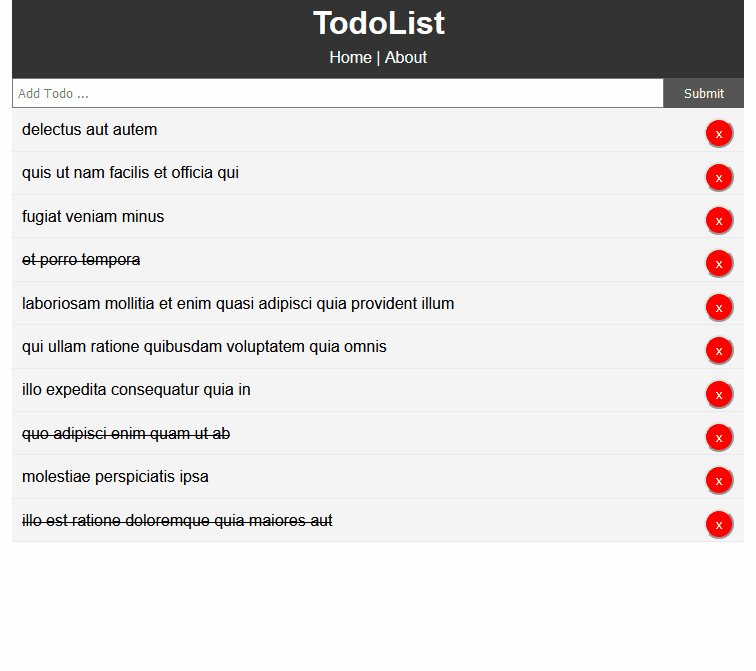 TodoList
Home | About
Add Todo ...
Submit
delectus aut autem x
quis ut nam facilis et officia qui x
fugiat veniam minus x
et porro tempora x
laboriosam mollitia et enim quasi adipisci quia provident illum x
qui ullam ratione quibusdam voluptatem quia omnis x
illo expedita consequatur quia in x
quo adipisci enim quam ut ab x
molestiae perspiciatis ipsa x
illo est ratione doloremque quia maiores aut x